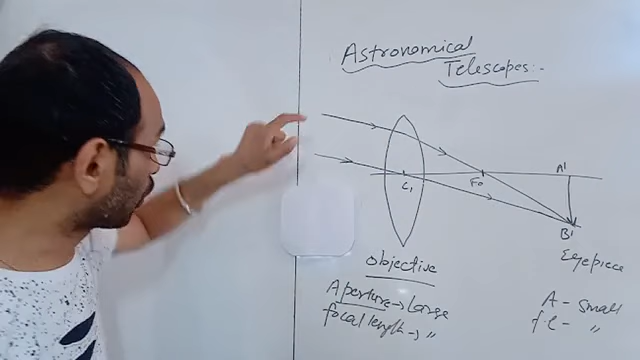 Astronomical
Telescopes:-
A'
C1
Fo
B'
Objective
Eyepiece
Aperture → Large
focal length → "
A - small
f.l - "